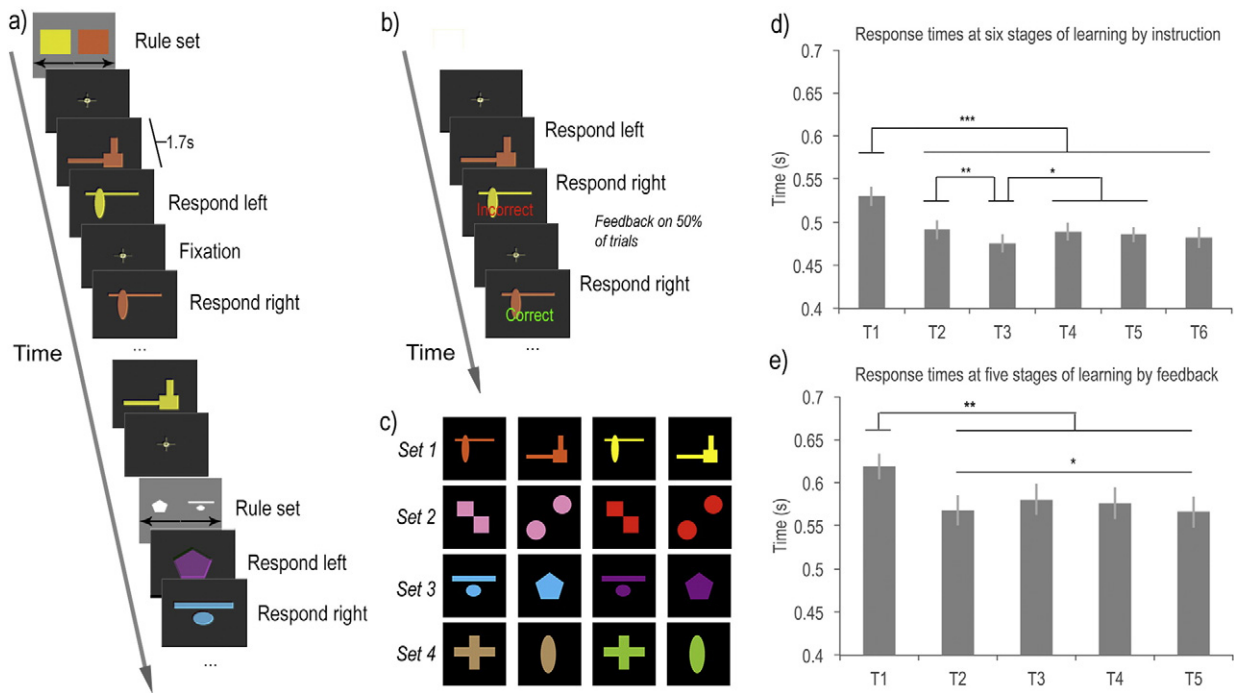 a)
Rule set
1.7s
Respond left
Fixation
Respond right
...
Time
Rule set
Respond left
Respond right
...
b)
Respond left
Respond right
Incorrect
Feedback on 50%
of trials
Respond right
Correct
...
Time
c)
Set 1
Set 2
Set 3
Set 4
d)
Response times at six stages of learning by instruction
0.7
0.65
0.6
0.55
0.5
0.45
0.4
Time (s)
***
**
*
T1 T2 T3 T4 T5 T6
e)
Response times at five stages of learning by feedback
0.7
0.65
0.6
0.55
0.5
0.45
0.4
Time (s)
**
*
T1 T2 T3 T4 T5